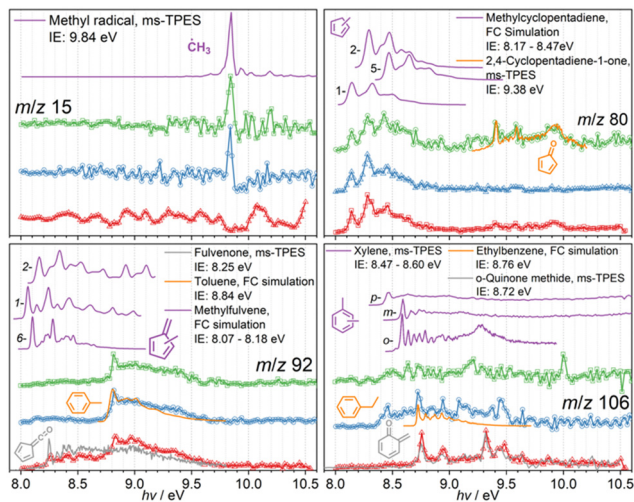 Methyl radical, ms-TPES
IE: 9.84 eV
ĊH3
m/z 15
Methylcyclopentadiene,
FC Simulation
IE: 8.17 - 8.47eV
2,4-Cyclopentadiene-1-one,
ms-TPES
IE: 9.38 eV
2-
5-
1-
m/z 80
O
Fulvenone, ms-TPES
IE: 8.25 eV
Toluene, FC simulation
IE: 8.84 eV
Methylfulvene,
FC simulation
IE: 8.07 - 8.18 eV
2-
1-
6-
m/z 92
C=O
8.0 8.5 9.0 9.5 10.0 10.5
hv / eV
Xylene, ms-TPES
IE: 8.47 - 8.60 eV
Ethylbenzene, FC simulation
IE: 8.76 eV
o-Quinone methide, ms-TPES
IE: 8.72 eV
p-
m-
o-
m/z 106
O
8.0 8.5 9.0 9.5 10.0 10.5
hv / eV